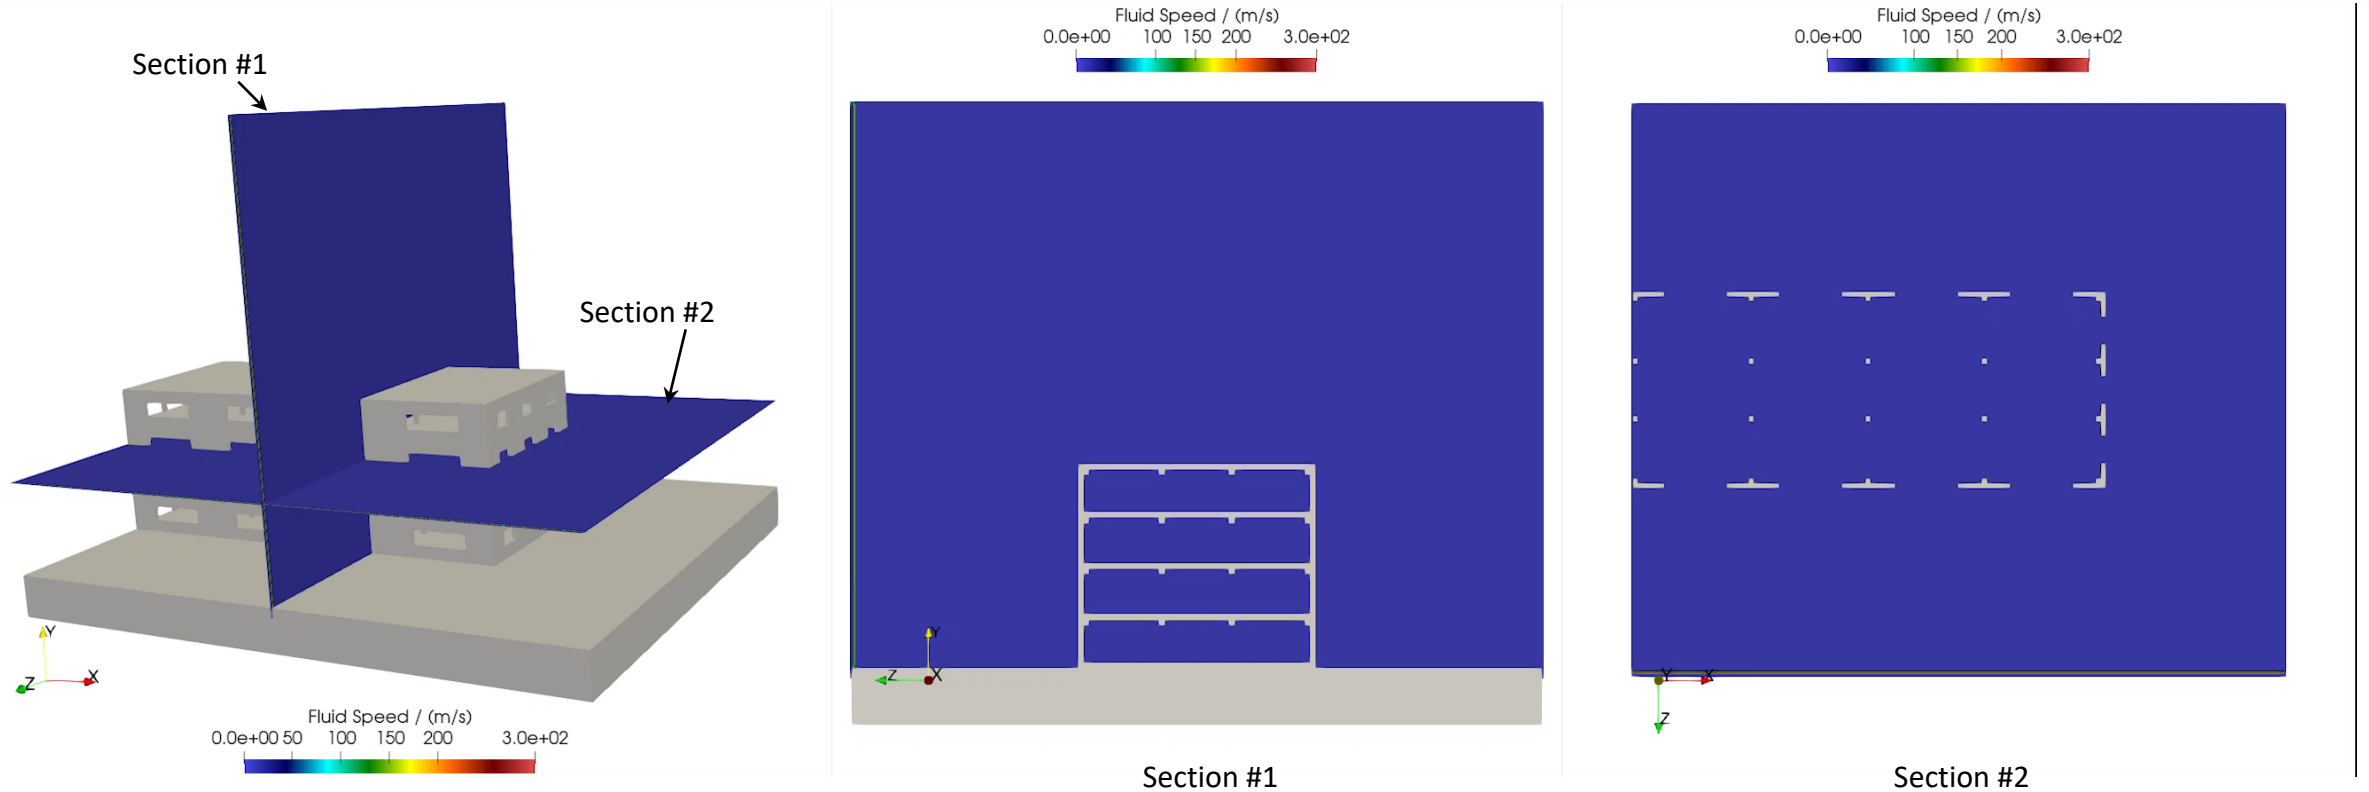 Section #1
Section #2
Y
Z
X
Fluid Speed / (m/s)
0.0e+00 50 100 150 200 3.0e+02
Fluid Speed / (m/s)
0.0e+00 100 150 200 3.0e+02
Y
Z
X
Section #1
Fluid Speed / (m/s)
0.0e+00 100 150 200 3.0e+02
Y
X
Z
Section #2